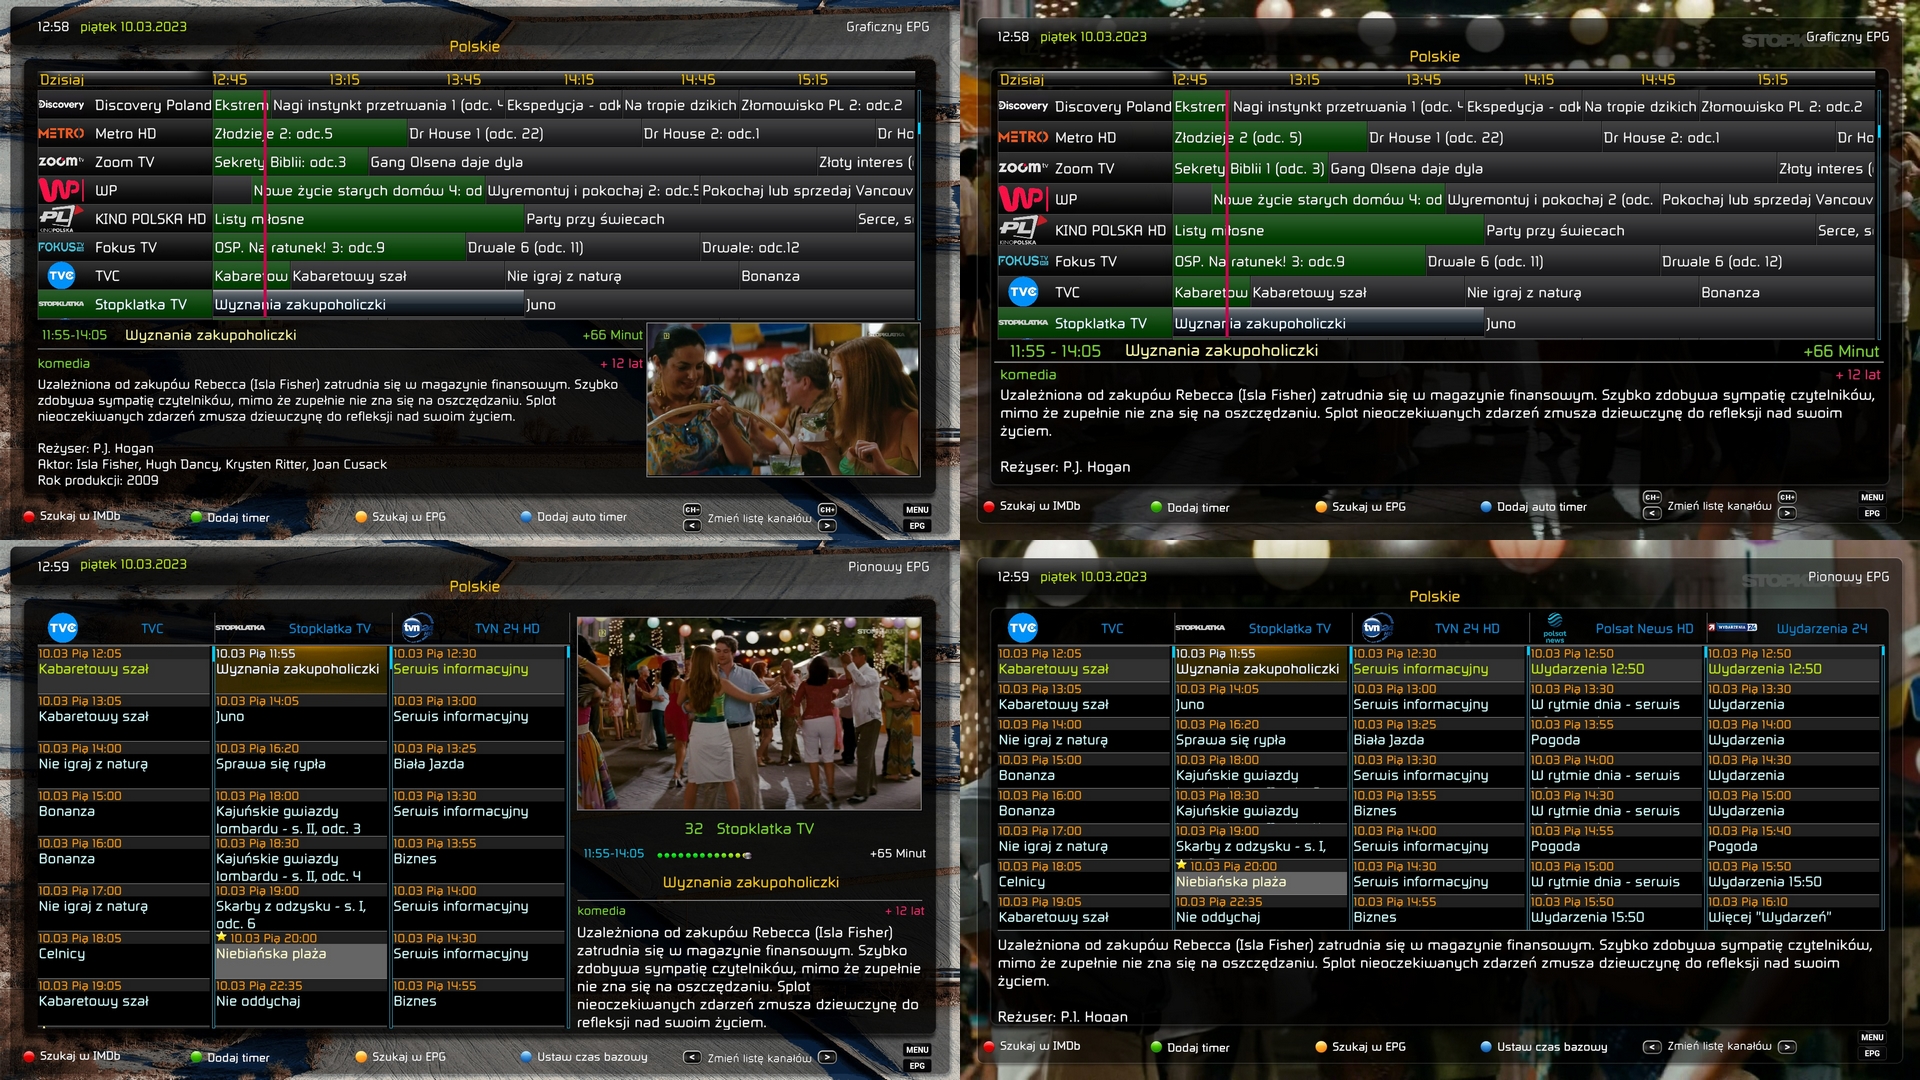 12:58 piątek 10.03.2023 Graficzny EPG
Polskie
Dzisiaj 12:45 13:15 13:45 14:15 14:45 15:15
Discovery Discovery Poland Ekstrem Nagi instynkt przetrwania 1 (odc. Ekspedycja - odk Na tropie dzikich Złomowisko PL 2: odc.2
METRO Metro HD Złodzieje 2: odc.5 Dr House 1 (odc. 22) Dr House 2: odc.1 Dr Ho
zoom tv Zoom TV Sekrety Biblii: odc.3 Gang Olsena daje dyla Złoty interes (
WP WP Nowe życie starych domów 4: od Wyremontuj i pokochaj 2: odc.5 Pokochaj lub sprzedaj Vancouv
PL KINO POLSKA KINO POLSKA HD Listy miłosne Party przy świecach Serce, s
FOKUS TV Fokus TV OSP. Na ratunek! 3: odc.9 Drwale 6 (odc. 11) Drwale: odc.12
TVC TVC Kabaretow Kabaretowy szał Nie igraj z naturą Bonanza
STOPKLATKA Stopklatka TV Wyznania zakupoholiczki Juno
11:55-14:05 Wyznania zakupoholiczki +66 Minut
komedia + 12 lat
Uzależniona od zakupów Rebecca (Isla Fisher) zatrudnia się w magazynie finansowym. Szybko
zdobywa sympatię czytelników, mimo że zupełnie nie zna się na oszczędzaniu. Splot
nieoczekiwanych zdarzeń zmusza dziewczynę do refleksji nad swoim życiem.
Reżyser: P.J. Hogan
Aktor: Isla Fisher, Hugh Dancy, Krysten Ritter, Joan Cusack
Rok produkcji: 2009
Szukaj w IMDb Dodaj timer Szukaj w EPG Dodaj auto timer CH- < Zmień listę kanałów CH+ > MENU EPG
12:58 piątek 10.03.2023 Graficzny EPG
Polskie
Dzisiaj 12:45 13:15 13:45 14:15 14:45 15:15
Discovery Discovery Poland Ekstrem Nagi instynkt przetrwania 1 (odc. Ekspedycja - odk Na tropie dzikich Złomowisko PL 2: odc.2
METRO Metro HD Złodzieje 2 (odc. 5) Dr House 1 (odc. 22) Dr House 2: odc.1 Dr Ho
zoom tv Zoom TV Sekrety Biblii 1 (odc. 3) Gang Olsena daje dyla Złoty interes (
WP WP Nowe życie starych domów 4: od Wyremontuj i pokochaj 2 (odc. Pokochaj lub sprzedaj Vancouv
PL KINO POLSKA KINO POLSKA HD Listy miłosne Party przy świecach Serce, s
FOKUS TV Fokus TV OSP. Na ratunek! 3: odc.9 Drwale 6 (odc. 11) Drwale 6 (odc. 12)
TVC TVC Kabaretow Kabaretowy szał Nie igraj z naturą Bonanza
STOPKLATKA Stopklatka TV Wyznania zakupoholiczki Juno
11:55 - 14:05 Wyznania zakupoholiczki +66 Minut
komedia + 12 lat
Uzależniona od zakupów Rebecca (Isla Fisher) zatrudnia się w magazynie finansowym. Szybko zdobywa sympatię czytelników,
mimo że zupełnie nie zna się na oszczędzaniu. Splot nieoczekiwanych zdarzeń zmusza dziewczynę do refleksji nad swoim
życiem.
Reżyser: P.J. Hogan
Szukaj w IMDb Dodaj timer Szukaj w EPG Dodaj auto timer CH- < Zmień listę kanałów CH+ > MENU EPG
12:59 piątek 10.03.2023 Pionowy EPG
Polskie
TVC TVC STOPKLATKA Stopklatka TV tvn TVN 24 HD
10.03 Pią 12:05 10.03 Pią 11:55 10.03 Pią 12:30
Kabaretowy szał Wyznania zakupoholiczki Serwis informacyjny
10.03 Pią 13:05 10.03 Pią 14:05 10.03 Pią 13:00
Kabaretowy szał Juno Serwis informacyjny
10.03 Pią 14:00 10.03 Pią 16:20 10.03 Pią 13:25
Nie igraj z naturą Sprawa się rypła Biała Jazda
10.03 Pią 15:00 10.03 Pią 18:00 10.03 Pią 13:30
Bonanza Kajuńskie gwiazdy lombardu - s. II, odc. 3 Serwis informacyjny
10.03 Pią 16:00 10.03 Pią 18:30 10.03 Pią 13:55
Bonanza Kajuńskie gwiazdy lombardu - s. II, odc. 4 Biznes
10.03 Pią 17:00 10.03 Pią 19:00 10.03 Pią 14:00
Nie igraj z naturą Skarby z odzysku - s. I, odc. 6 Serwis informacyjny
10.03 Pią 18:05 10.03 Pią 20:00 10.03 Pią 14:30
Celnicy Niebiańska plaża Serwis informacyjny
10.03 Pią 19:05 10.03 Pią 22:35 10.03 Pią 14:55
Kabaretowy szał Nie oddychaj Biznes
STOPKLATKA
32 Stopklatka TV
11:55-14:05 +65 Minut
Wyznania zakupoholiczki
komedia + 12 lat
Uzależniona od zakupów Rebecca (Isla Fisher)
zatrudnia się w magazynie finansowym. Szybko
zdobywa sympatię czytelników, mimo że zupełnie
nie zna się na oszczędzaniu. Splot
nieoczekiwanych zdarzeń zmusza dziewczynę do
refleksji nad swoim życiem.
Szukaj w IMDb Dodaj timer Szukaj w EPG Ustaw czas bazowy < Zmień listę kanałów > MENU EPG
12:59 piątek 10.03.2023 Pionowy EPG
Polskie
TVC TVC STOPKLATKA Stopklatka TV tvn TVN 24 HD polsat news Polsat News HD WYDARZENIA 24 Wydarzenia 24
10.03 Pią 12:05 10.03 Pią 11:55 10.03 Pią 12:30 10.03 Pią 12:50 10.03 Pią 12:50
Kabaretowy szał Wyznania zakupoholiczki Serwis informacyjny Wydarzenia 12:50 Wydarzenia 12:50
10.03 Pią 13:05 10.03 Pią 14:05 10.03 Pią 13:00 10.03 Pią 13:30 10.03 Pią 13:30
Kabaretowy szał Juno Serwis informacyjny W rytmie dnia - serwis Wydarzenia
10.03 Pią 14:00 10.03 Pią 16:20 10.03 Pią 13:25 10.03 Pią 13:55 10.03 Pią 14:00
Nie igraj z naturą Sprawa się rypła Biała Jazda Pogoda Wydarzenia
10.03 Pią 15:00 10.03 Pią 18:00 10.03 Pią 13:30 10.03 Pią 14:00 10.03 Pią 14:30
Bonanza Kajuńskie gwiazdy Serwis informacyjny W rytmie dnia - serwis Wydarzenia
10.03 Pią 16:00 10.03 Pią 18:30 10.03 Pią 13:55 10.03 Pią 14:30 10.03 Pią 15:00
Bonanza Kajuńskie gwiazdy Biznes W rytmie dnia - serwis Wydarzenia
10.03 Pią 17:00 10.03 Pią 19:00 10.03 Pią 14:00 10.03 Pią 14:55 10.03 Pią 15:40
Nie igraj z naturą Skarby z odzysku - s. I, Serwis informacyjny Pogoda Pogoda
10.03 Pią 18:05 10.03 Pią 20:00 10.03 Pią 14:30 10.03 Pią 15:00 10.03 Pią 15:50
Celnicy Niebiańska plaża Serwis informacyjny W rytmie dnia - serwis Wydarzenia 15:50
10.03 Pią 19:05 10.03 Pią 22:35 10.03 Pią 14:55 10.03 Pią 15:50 10.03 Pią 16:10
Kabaretowy szał Nie oddychaj Biznes Wydarzenia 15:50 Więcej "Wydarzeń"
Uzależniona od zakupów Rebecca (Isla Fisher) zatrudnia się w magazynie finansowym. Szybko zdobywa sympatię czytelników,
mimo że zupełnie nie zna się na oszczędzaniu. Splot nieoczekiwanych zdarzeń zmusza dziewczynę do refleksji nad swoim
życiem.
Reżyser: P.J. Hogan
Szukaj w IMDb Dodaj timer Szukaj w EPG Ustaw czas bazowy < Zmień listę kanałów > MENU EPG